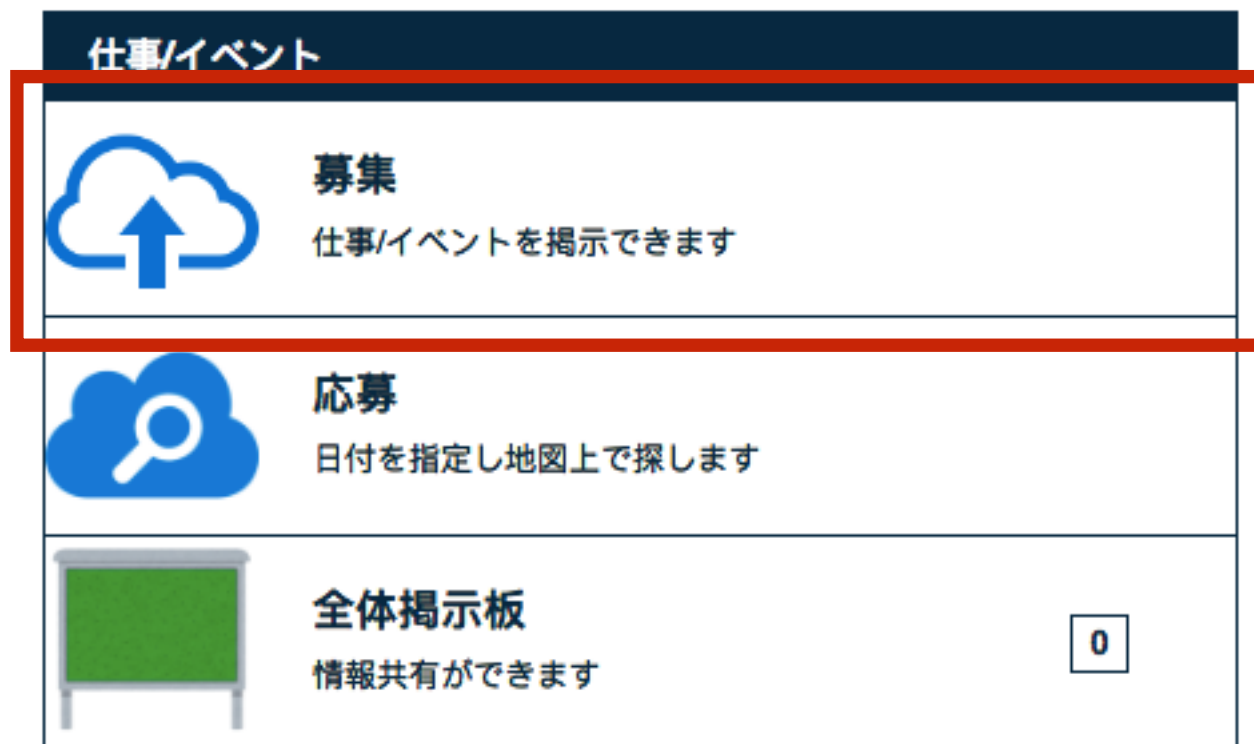 仕事/イベント
募集
仕事/イベントを掲示できます
応募
日付を指定し地図上で探します
全体掲示板
0
情報共有ができます